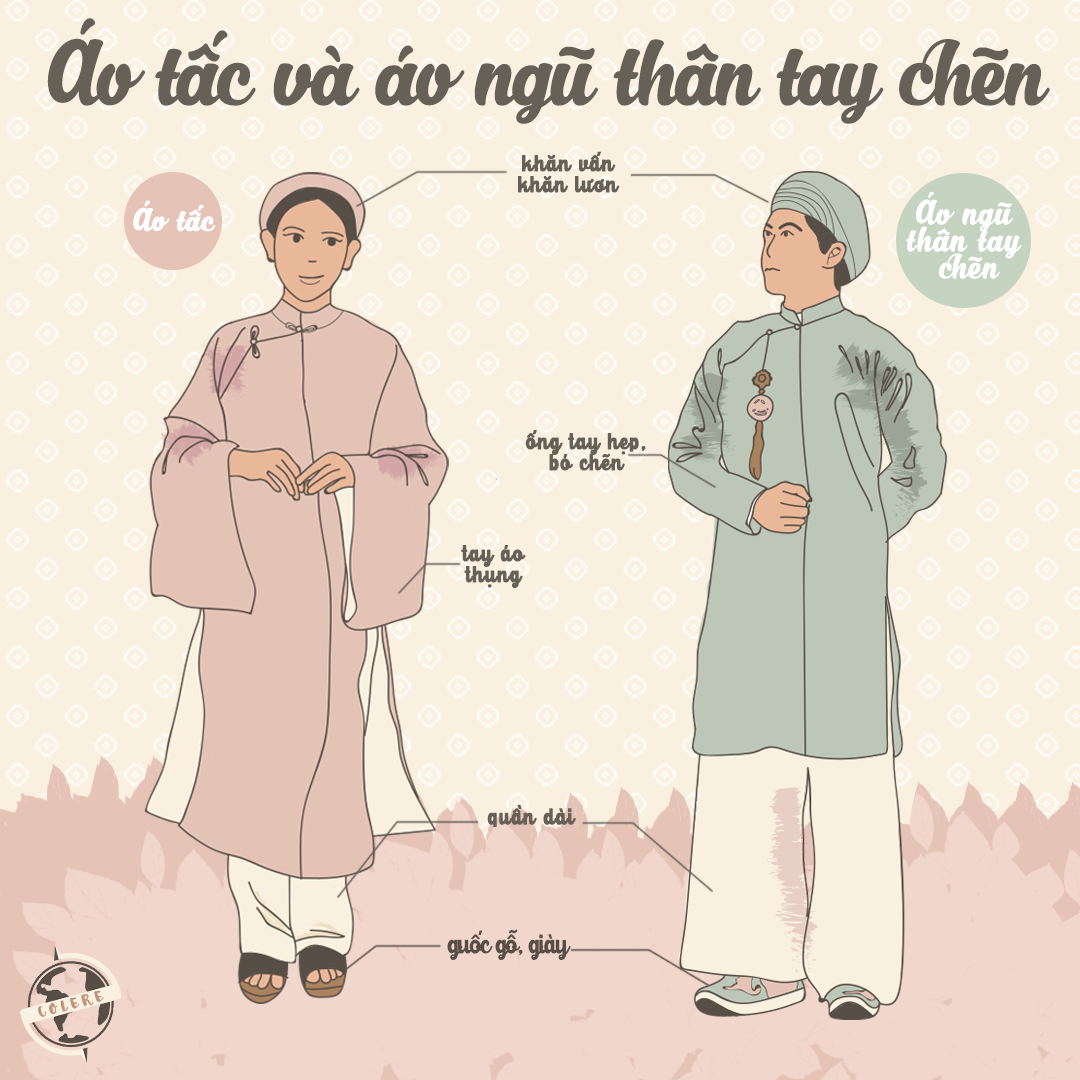 Áo tấc và áo ngũ thân tay chẽn
khăn vấn
khăn lươn
Áo tấc
Áo ngũ
thân tay
chẽn
ống tay hẹp,
bó chẽn
tay áo
thụng
quần dài
guốc gỗ, giày
COLERE